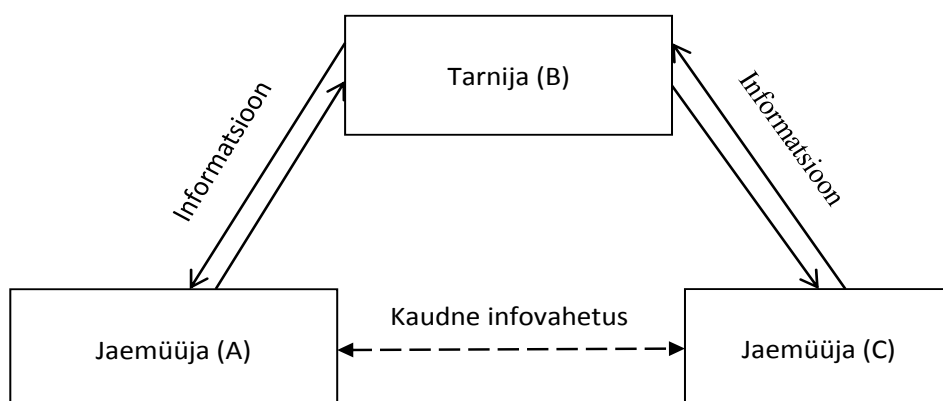 Tarnija (B)
Informatsioon
Informatsioon
Kaudne infovahetus
Jaemüüja (A)
Jaemüüja (C)